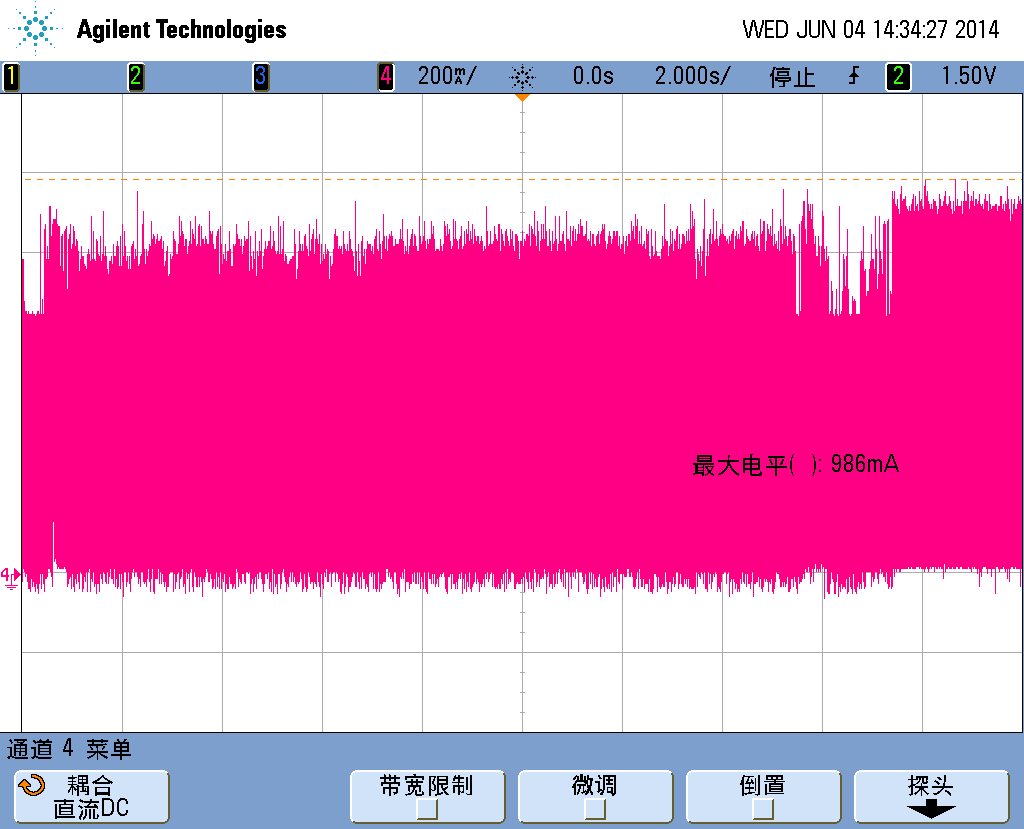 Agilent Technologies WED JUN 04 14:34:27 2014
1 2 3 4 200mA/ 0.0s 2.000s/ 停止 2 1.50V
最大电平( ): 986mA
4
通道 4 菜单
耦合 带宽限制 微调 倒置 探头
直流DC